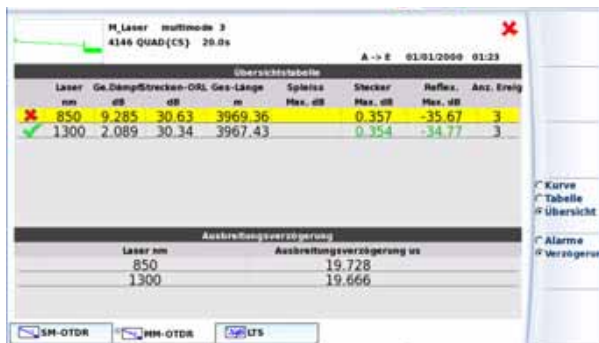 M_Laser multimode 3
4146 QUAD{CS} 20.0s
A -> E 01/01/2000 01:23
Übersichtstabelle
Laser Ge.Dämpf Strecken-ORL Ges-Länge Spleiss Stecker Reflex. Anz. Ereig
nm dB dB m Max. dB Max. dB Max. dB
850 9.285 30.63 3969.36 0.357 -35.67 3
1300 2.089 30.34 3967.43 0.354 -34.77 3
Kurve
Tabelle
Übersicht
Ausbreitungsverzögerung
Alarme
Verzögerun
Laser nm Ausbreitungsverzögerung us
850 19.728
1300 19.666
SM-OTDR MM-OTDR LTS